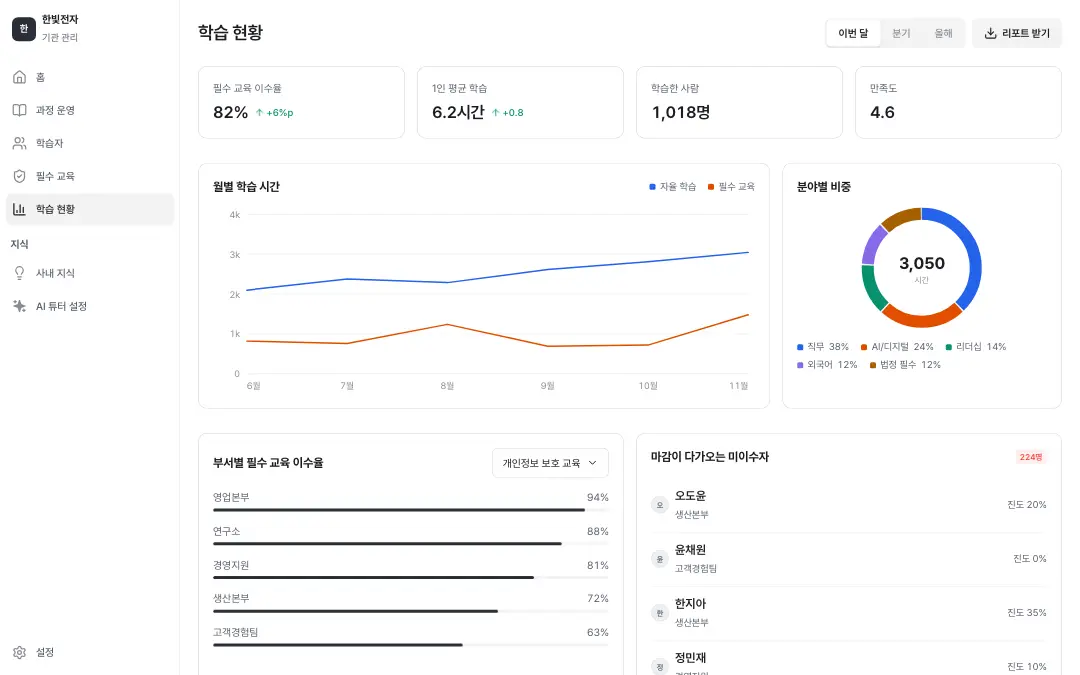 한
한빛전자
기관 관리
홈
과정 운영
학습자
필수 교육
학습 현황
지식
사내 지식
AI 튜터 설정
설정
학습 현황
이번 달
분기
올해
리포트 받기
필수 교육 이수율
82% +6%p
1인 평균 학습
6.2시간 +0.8
학습한 사람
1,018명
만족도
4.6
월별 학습 시간
자율 학습
필수 교육
4k
3k
2k
1k
0
6월 7월 8월 9월 10월 11월
분야별 비중
3,050
시간
직무 38% AI/디지털 24% 리더십 14%
외국어 12% 법정 필수 12%
부서별 필수 교육 이수율
개인정보 보호 교육
영업본부 94%
연구소 88%
경영지원 81%
생산본부 72%
고객경험팀 63%
마감이 다가오는 미이수자
224명
오
오도윤
생산본부
진도 20%
윤
윤채원
고객경험팀
진도 0%
한
한지아
생산본부
진도 35%
정
정민재
진도 10%